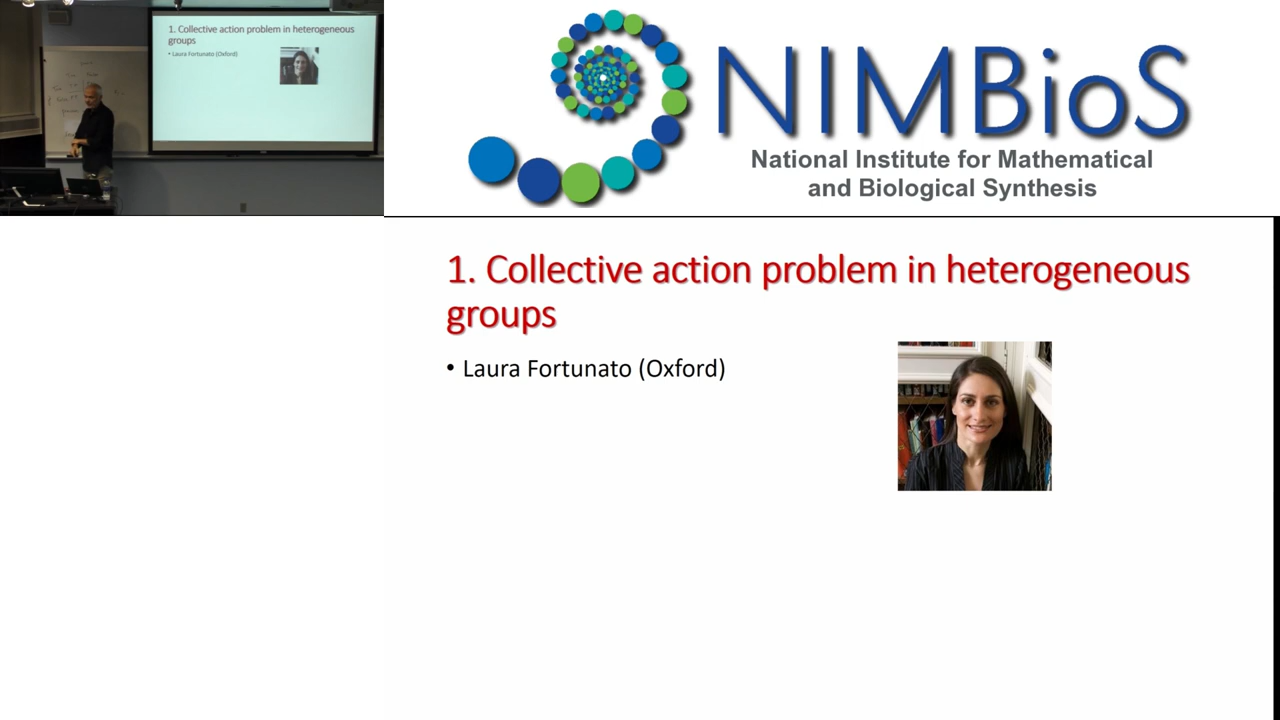 1. Collective action problem in heterogeneous
groups
• Laura Fortunato (Oxford)
NIMBioS
National Institute for Mathematical
and Biological Synthesis
1. Collective action problem in heterogeneous
groups
• Laura Fortunato (Oxford)